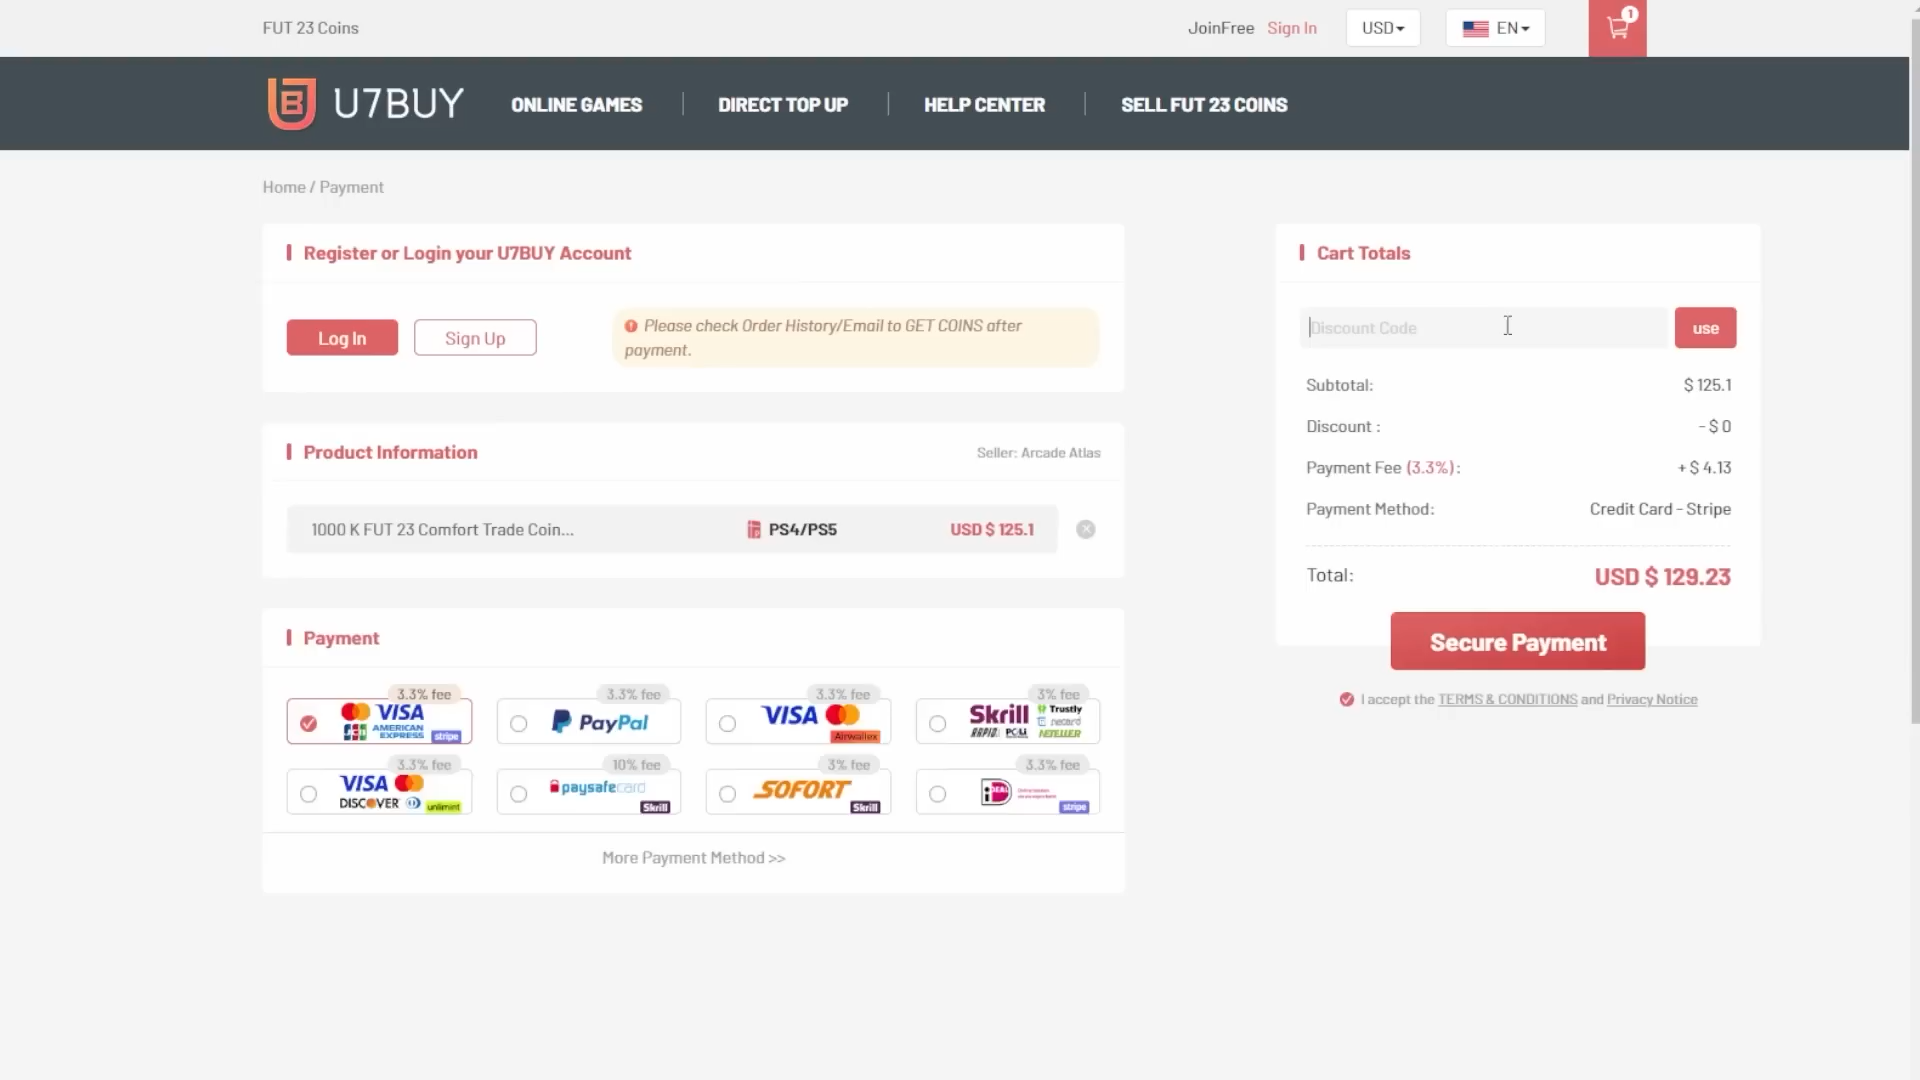 FUT 23 Coins
JoinFree Sign In
USD
EN
1
U7BUY
ONLINE GAMES
DIRECT TOP UP
HELP CENTER
SELL FUT 23 COINS
Home / Payment
Register or Login your U7BUY Account
Log In
Sign Up
Please check Order History/Email to GET COINS after
payment.
Product Information
Seller: Arcade Atlas
1000 K FUT 23 Comfort Trade Coin...
PS4/PS5
USD $ 125.1
Payment
3.3% fee
VISA
AMERICAN
EXPRESS
JCB
stripe
3.3% fee
PayPal
3.3% fee
VISA
Airwallex
3% fee
Skrill
Trustly
RAPID
POLi
NETELLER
3.3% fee
VISA
DISCOVER
unlimint
10% fee
paysafecard
Skrill
3% fee
SOFORT
Skrill
3.3% fee
iDEAL
stripe
More Payment Method >>
Cart Totals
Discount Code
use
Subtotal: $ 125.1
Discount : - $ 0
Payment Fee (3.3%) : + $ 4.13
Payment Method: Credit Card - Stripe
Total: USD $ 129.23
Secure Payment
I accept the TERMS & CONDITIONS and Privacy Notice